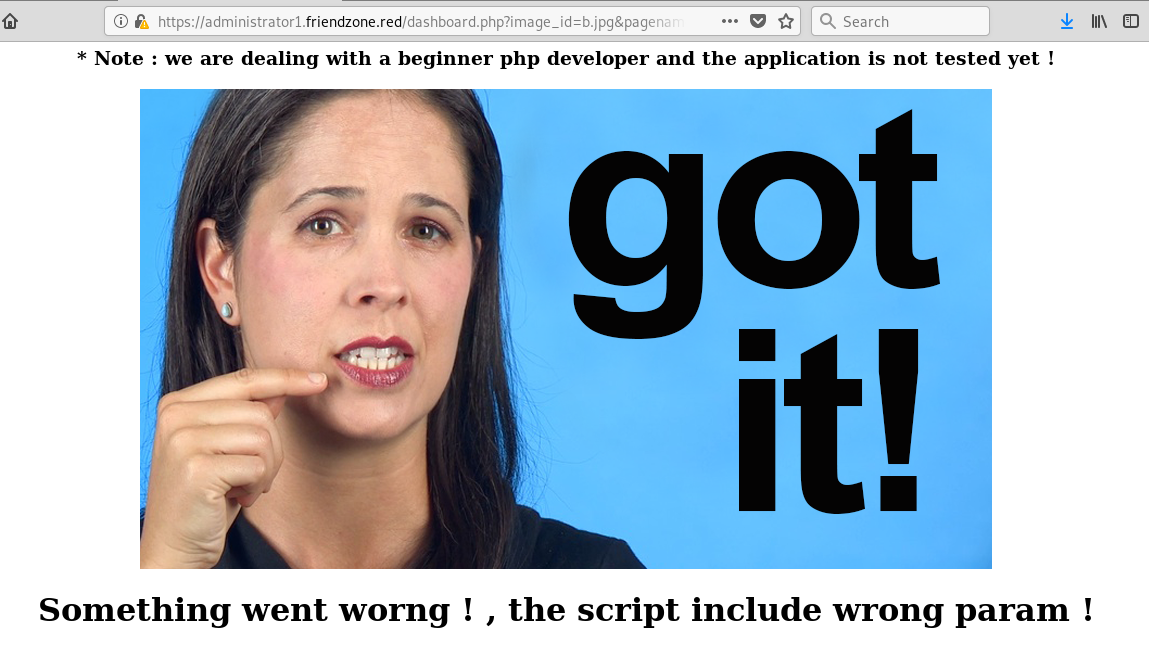 https://administrator1.friendzone.red/dashboard.php?image_id=b.jpg&pagenam
Search
* Note : we are dealing with a beginner php developer and the application is not tested yet !
got
it!
Something went worng ! , the script include wrong param !